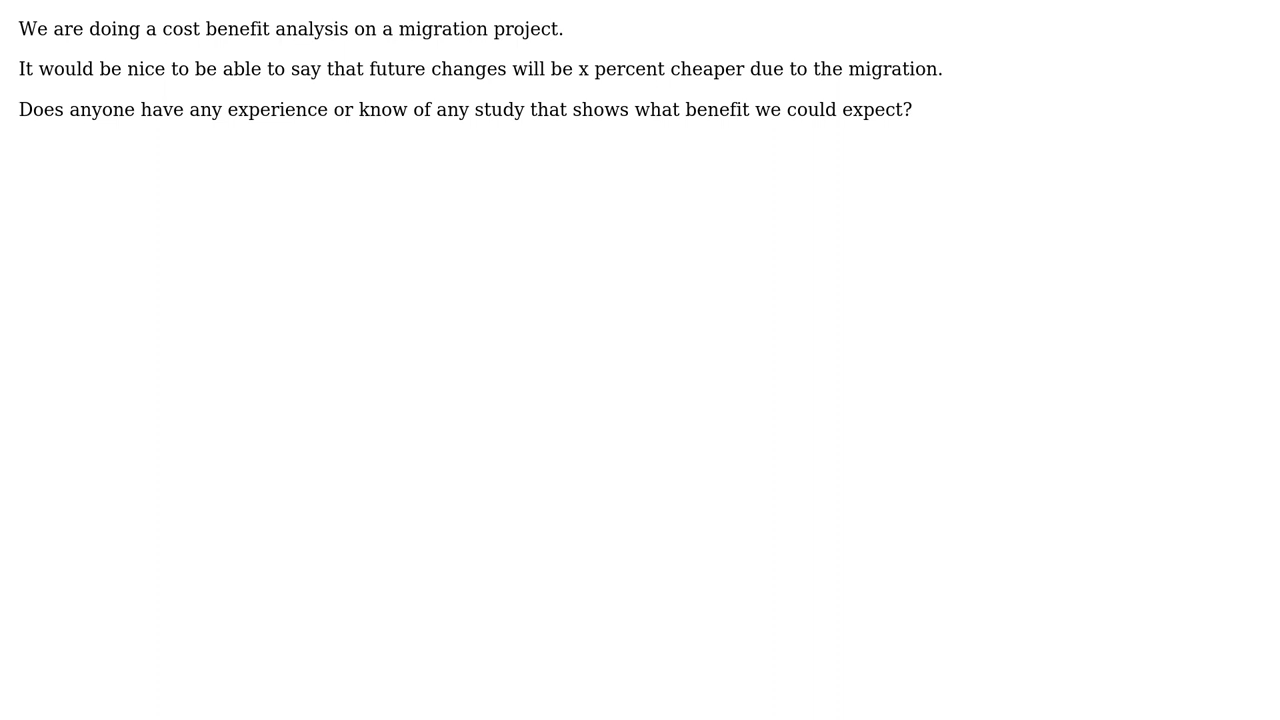 We are doing a cost benefit analysis on a migration project.
It would be nice to be able to say that future changes will be x percent cheaper due to the migration.
Does anyone have any experience or know of any study that shows what benefit we could expect?